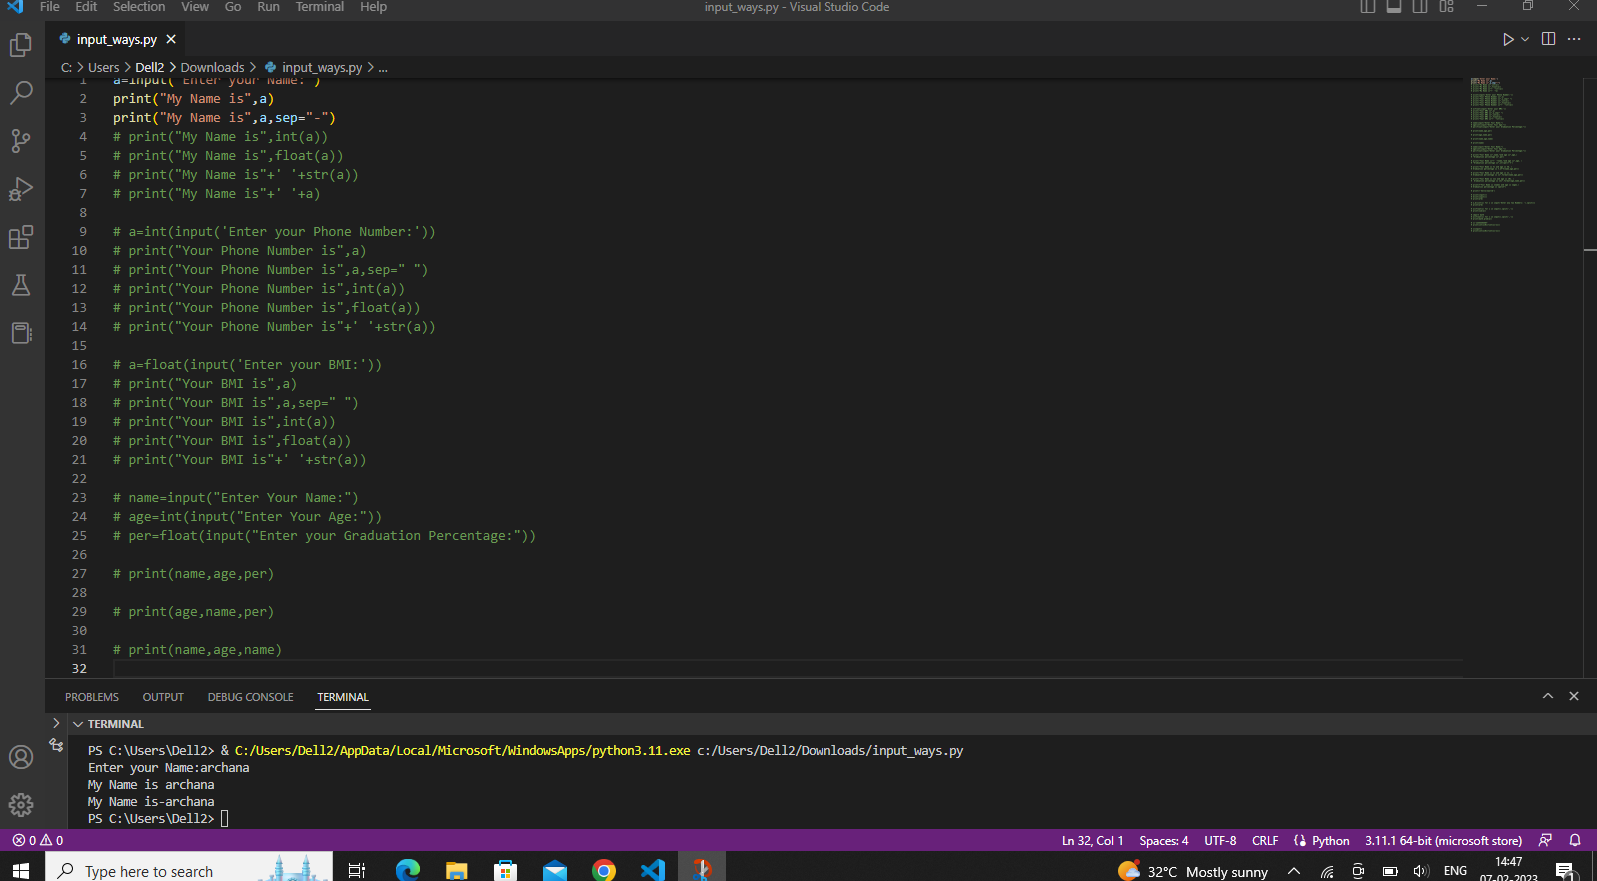 File Edit Selection View Go Run Terminal Help
input_ways.py - Visual Studio Code
input_ways.py
C: > Users > Dell2 > Downloads > input_ways.py > ...
1 a=input('Enter your Name:')
2 print("My Name is",a)
3 print("My Name is",a,sep="-")
4 # print("My Name is",int(a))
5 # print("My Name is",float(a))
6 # print("My Name is"+' '+str(a))
7 # print("My Name is"+' '+a)
8
9 # a=int(input('Enter your Phone Number:'))
10 # print("Your Phone Number is",a)
11 # print("Your Phone Number is",a,sep=" ")
12 # print("Your Phone Number is",int(a))
13 # print("Your Phone Number is",float(a))
14 # print("Your Phone Number is"+' '+str(a))
15
16 # a=float(input('Enter your BMI:'))
17 # print("Your BMI is",a)
18 # print("Your BMI is",a,sep=" ")
19 # print("Your BMI is",int(a))
20 # print("Your BMI is",float(a))
21 # print("Your BMI is"+' '+str(a))
22
23 # name=input("Enter Your Name:")
24 # age=int(input("Enter Your Age:"))
25 # per=float(input("Enter your Graduation Percentage:"))
26
27 # print(name,age,per)
28
29 # print(age,name,per)
30
31 # print(name,age,name)
32
PROBLEMS OUTPUT DEBUG CONSOLE TERMINAL
TERMINAL
PS C:\Users\Dell2> & C:/Users/Dell2/AppData/Local/Microsoft/WindowsApps/python3.11.exe c:/Users/Dell2/Downloads/input_ways.py
Enter your Name:archana
My Name is archana
My Name is-archana
PS C:\Users\Dell2>
0 0 Ln 32, Col 1 Spaces: 4 UTF-8 CRLF Python 3.11.1 64-bit (microsoft store)
Type here to search
32°C Mostly sunny ENG
14:47
07-02-2023
1